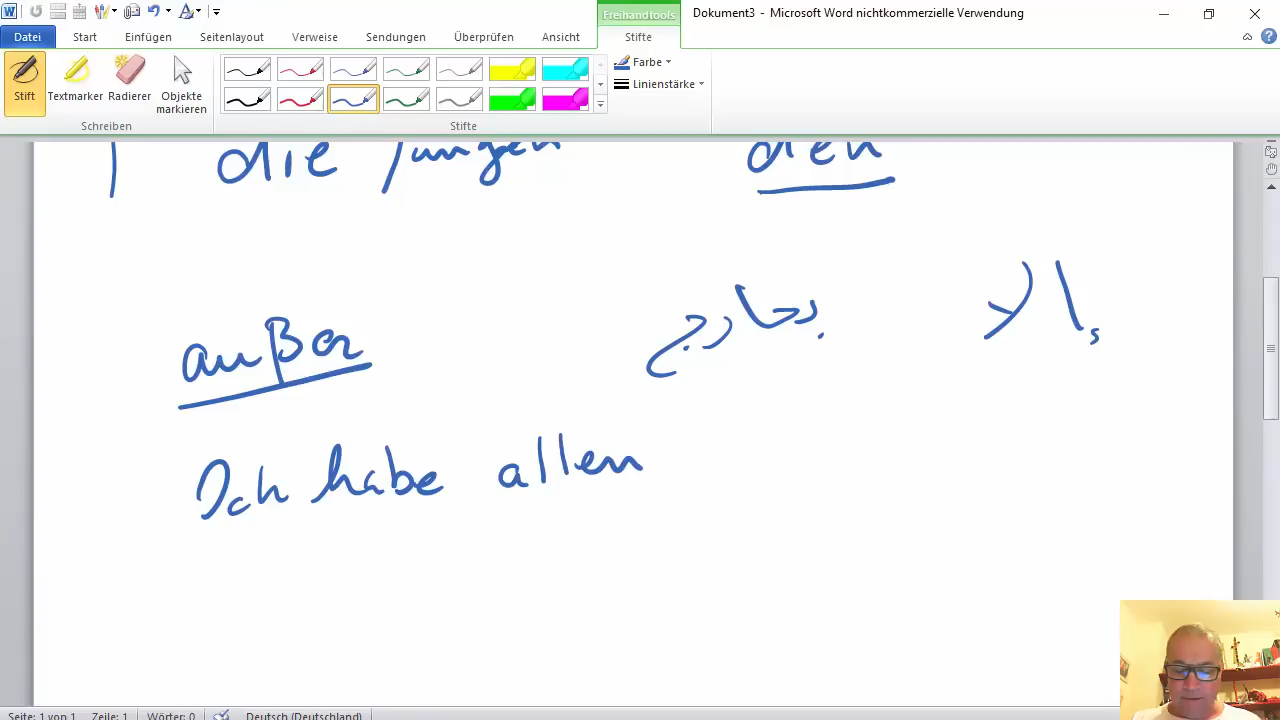 Freihandtools
Dokument3 - Microsoft Word nichtkommerzielle Verwendung
Datei Start Einfügen Seitenlayout Verweise Sendungen Überprüfen Ansicht Stifte
Stift Textmarker Radierer Objekte markieren
Farbe
Linienstärke
Schreiben Stifte
die Jungen den
außer إلا
Ich habe allen
Seite: 1 von 1 Zeile: 1 Wörter: 0 Deutsch (Deutschland)